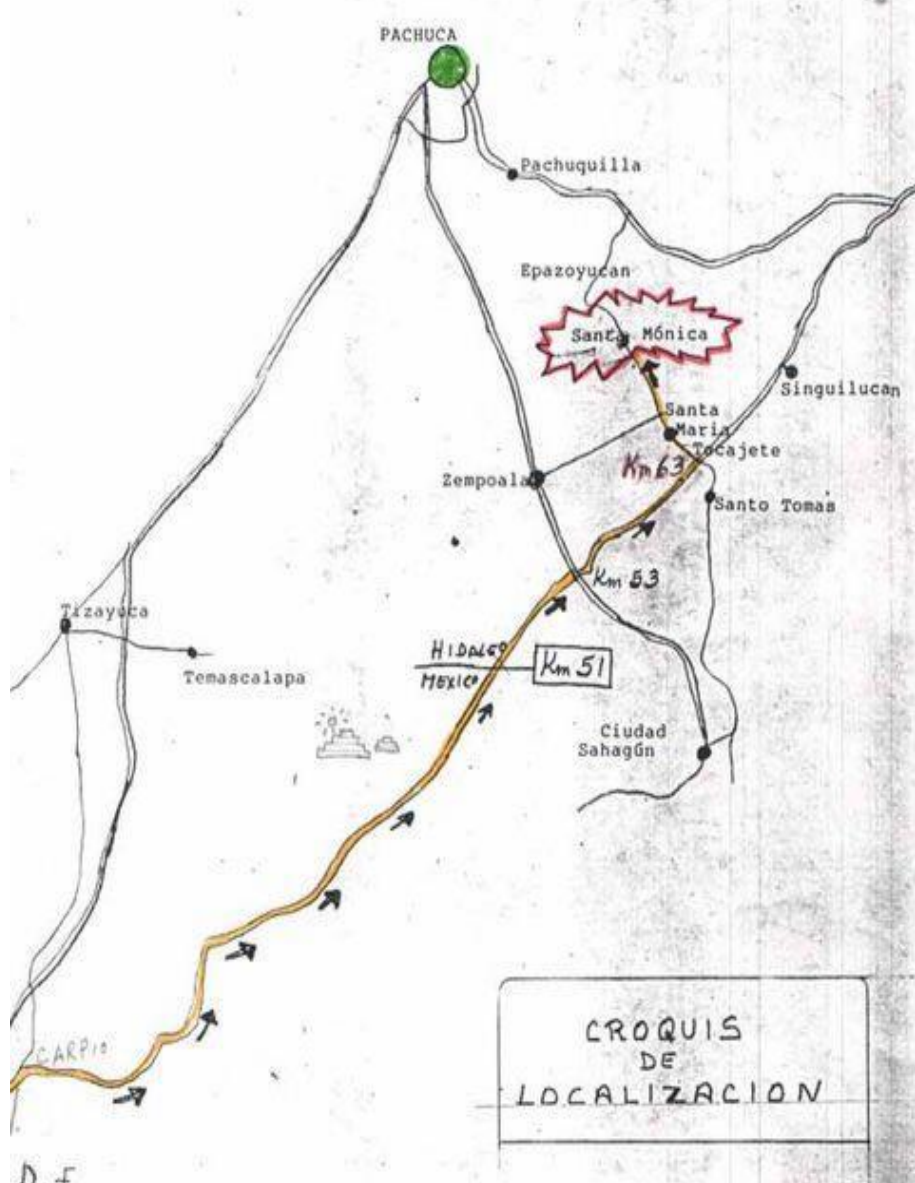 PACHUCA
Pachuquilla
Epazoyucan
Santa Mónica
Singuilucan
Santa
Maria
Tocajete
Km 63
Zempoala
Santo Tomas
Km 53
Tizayuca
HIDALGO
MEXICO
Km 51
Temascalapa
Ciudad
Sahagún
CROQUIS
DE
LOCALIZACION
CARPIO
D.F.